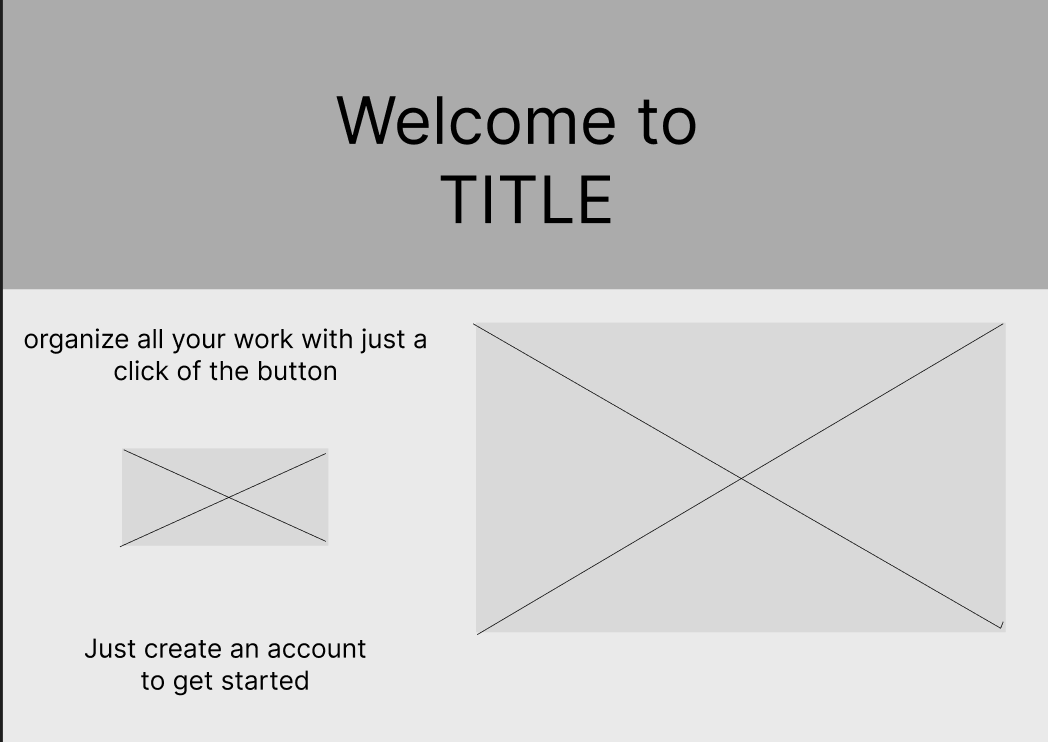 Welcome to
TITLE
organize all your work with just a
click of the button
Just create an account
to get started